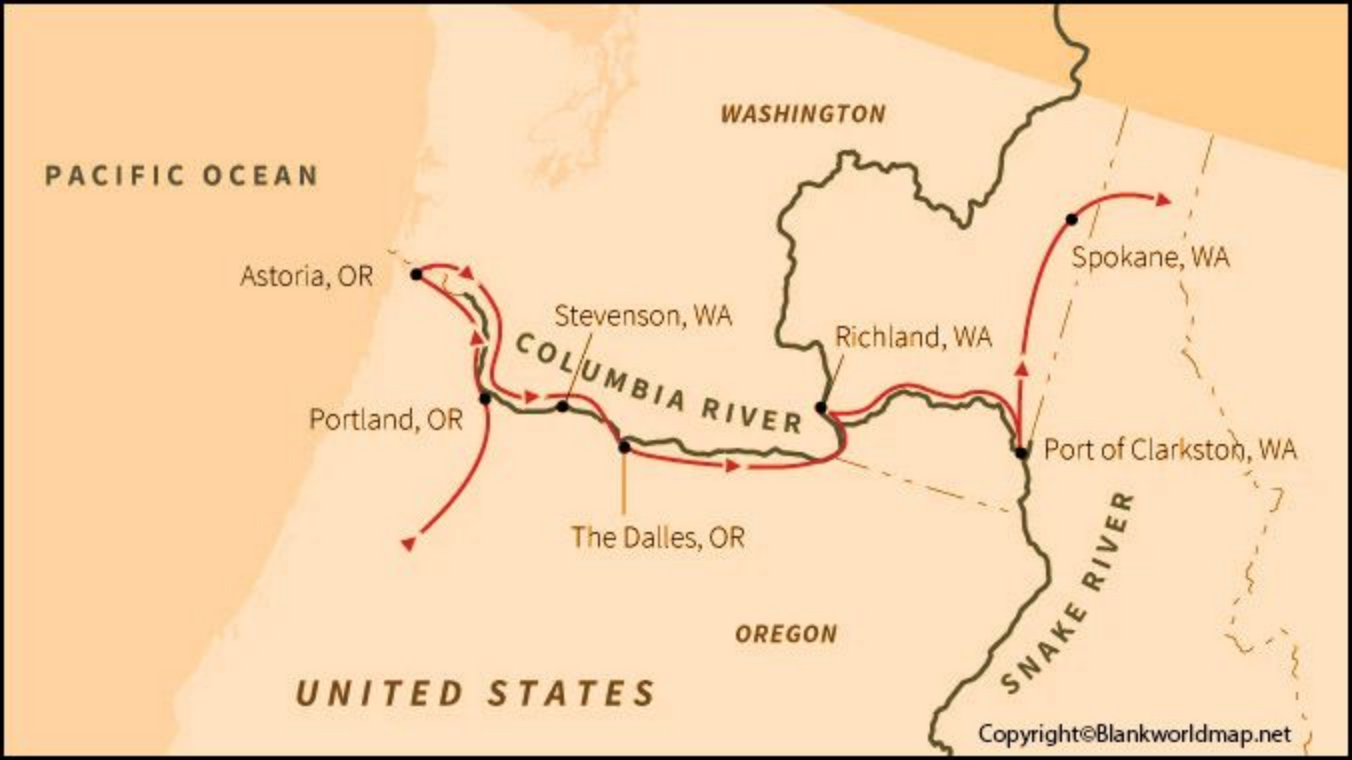 WASHINGTON
PACIFIC OCEAN
Spokane, WA
Astoria, OR
Stevenson, WA
Richland, WA
COLUMBIA RIVER
Portland, OR
Port of Clarkston, WA
The Dalles, OR
SNAKE RIVER
OREGON
UNITED STATES
Copyright©Blankworldmap.net